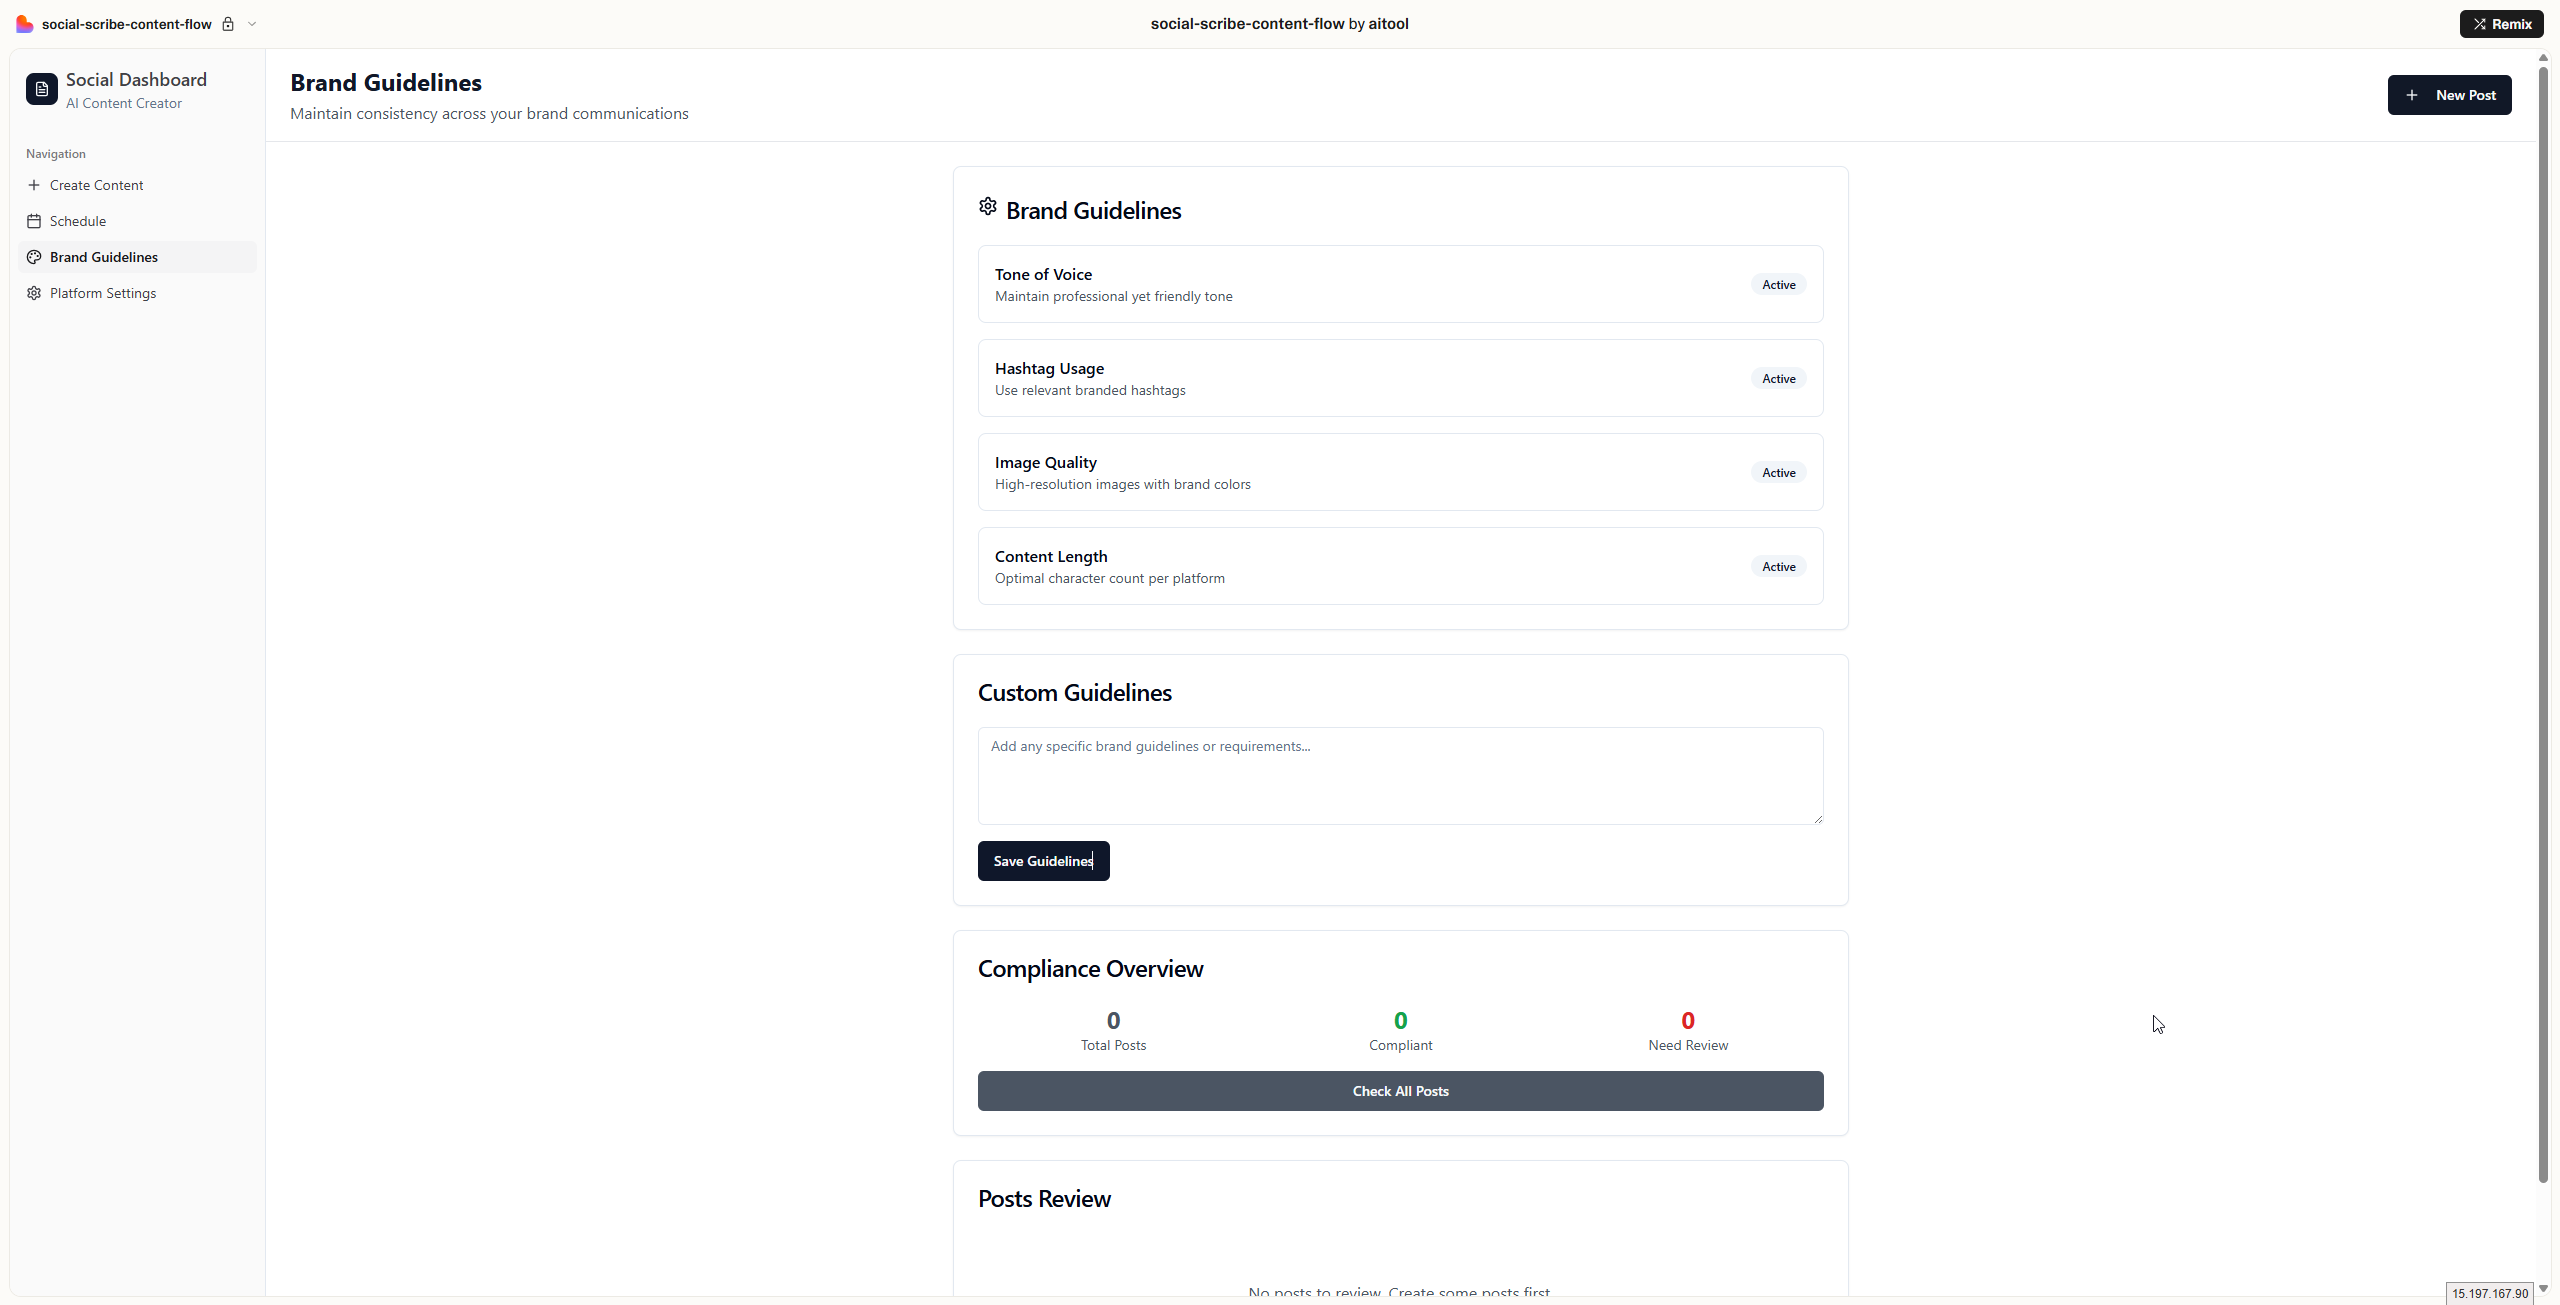 social-scribe-content-flow
social-scribe-content-flow by aitool
Remix
Social Dashboard
AI Content Creator
Navigation
Create Content
Schedule
Brand Guidelines
Platform Settings
Brand Guidelines
Maintain consistency across your brand communications
New Post
Brand Guidelines
Tone of Voice
Maintain professional yet friendly tone
Active
Hashtag Usage
Use relevant branded hashtags
Active
Image Quality
High-resolution images with brand colors
Active
Content Length
Optimal character count per platform
Active
Custom Guidelines
Add any specific brand guidelines or requirements...
Save Guidelines
Compliance Overview
0
Total Posts
0
Compliant
0
Need Review
Check All Posts
Posts Review
No posts to review. Create some posts first
15.197.167.90